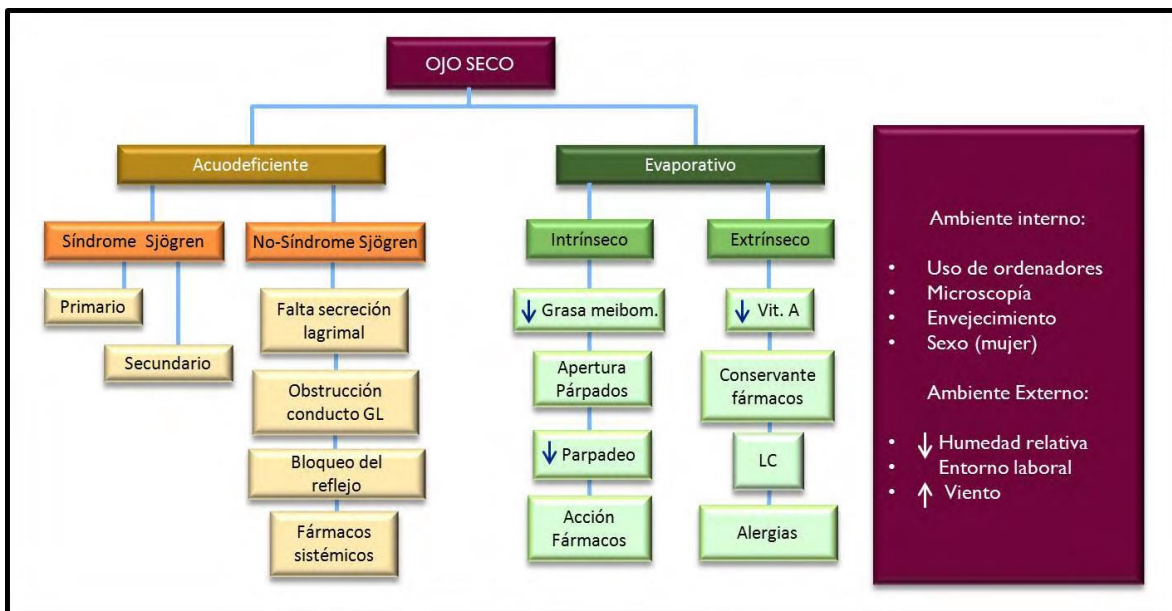 OJO SECO
Acuodeficiente
Evaporativo
Síndrome Sjögren
No-Síndrome Sjögren
Intrínseco
Extrínseco
Primario
Secundario
Falta secreción
lagrimal
Obstrucción
conducto GL
Bloqueo del
reflejo
Fármacos
sistémicos
↓ Grasa meibom.
Apertura
Párpados
↓ Parpadeo
Acción
Fármacos
↓ Vit. A
Conservante
fármacos
LC
Alergias
Ambiente interno:
• Uso de ordenadores
• Microscopía
• Envejecimiento
• Sexo (mujer)
Ambiente Externo:
• ↓ Humedad relativa
• Entorno laboral
• ↑ Viento